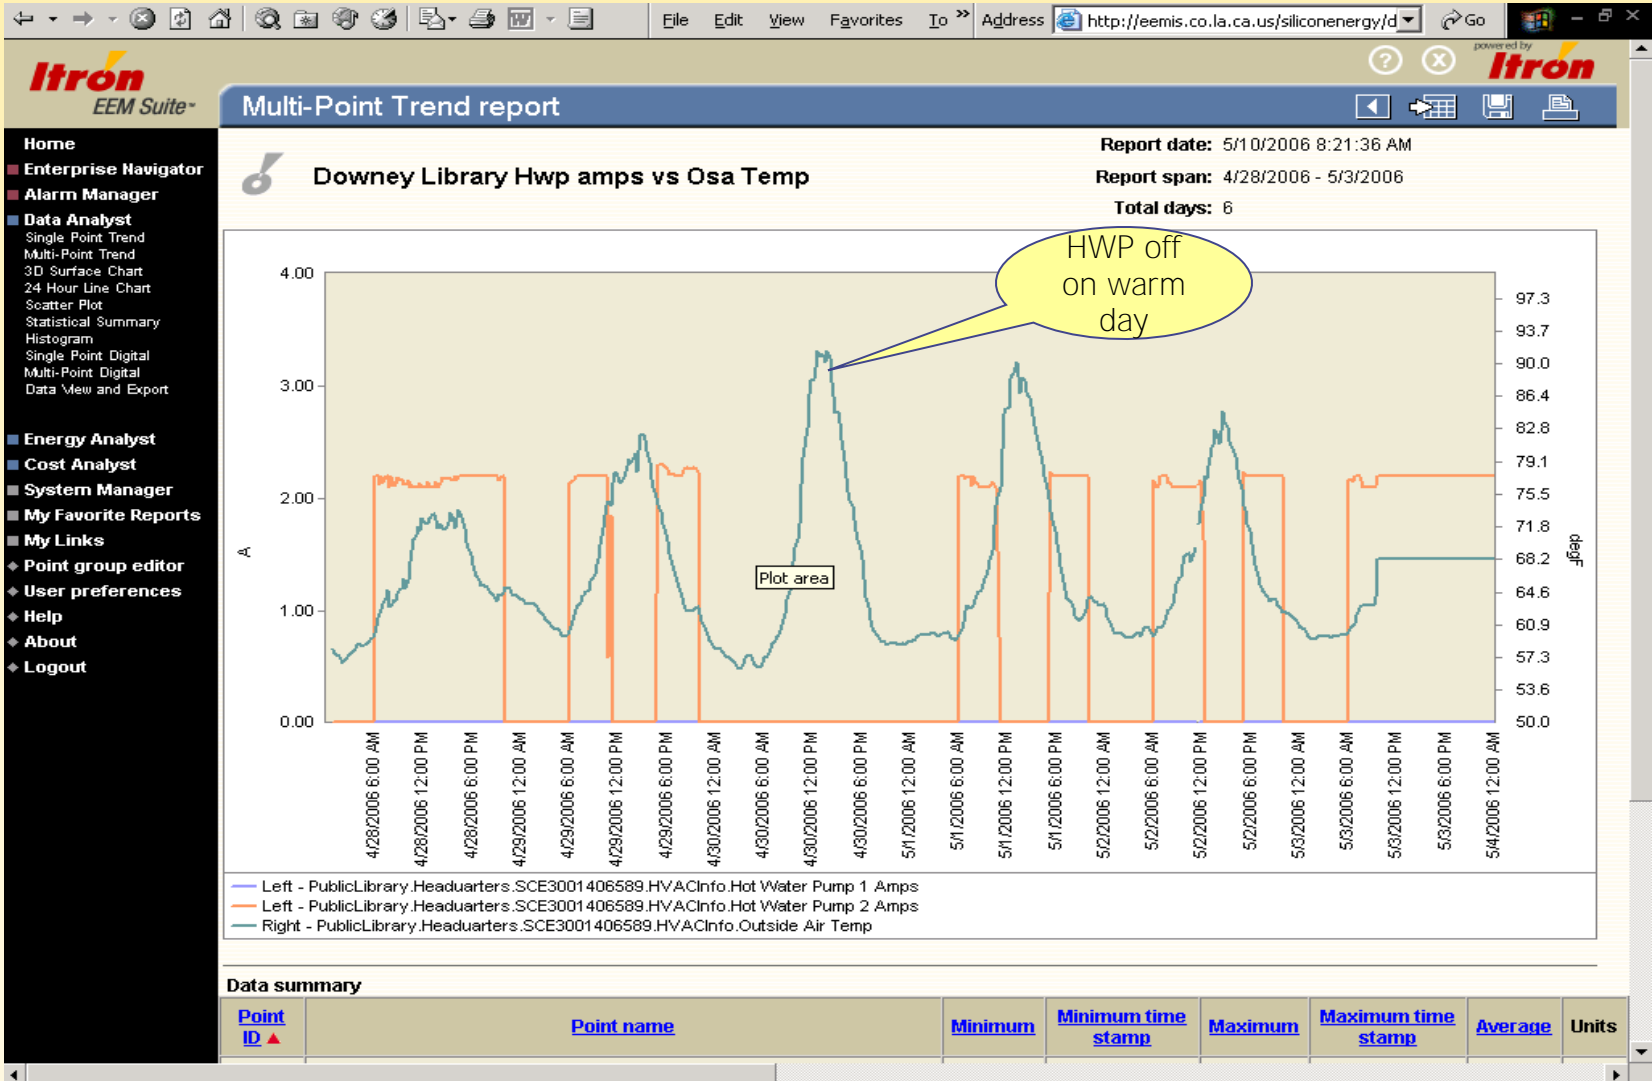 File Edit View Favorites To » Address http://eemis.co.la.ca.us/siliconenergy/d Go
Itron
EEM Suite
powered by
Itron
Multi-Point Trend report
Home
Enterprise Navigator
Alarm Manager
Data Analyst
Single Point Trend
Multi-Point Trend
3D Surface Chart
24 Hour Line Chart
Scatter Plot
Statistical Summary
Histogram
Single Point Digital
Multi-Point Digital
Data View and Export
Energy Analyst
Cost Analyst
System Manager
My Favorite Reports
My Links
Point group editor
User preferences
Help
About
Logout
Downey Library Hwp amps vs Osa Temp
Report date: 5/10/2006 8:21:36 AM
Report span: 4/28/2006 - 5/3/2006
Total days: 6
HWP off
on warm
day
4.00
3.00
2.00
1.00
0.00
A
97.3
93.7
90.0
86.4
82.8
79.1
75.5
71.8
68.2
64.6
60.9
57.3
53.6
50.0
degF
Plot area
4/28/2006 6:00 AM
4/28/2006 12:00 PM
4/28/2006 6:00 PM
4/29/2006 12:00 AM
4/29/2006 6:00 AM
4/29/2006 12:00 PM
4/29/2006 6:00 PM
4/30/2006 12:00 AM
4/30/2006 6:00 AM
4/30/2006 12:00 PM
4/30/2006 6:00 PM
5/1/2006 12:00 AM
5/1/2006 6:00 AM
5/1/2006 12:00 PM
5/1/2006 6:00 PM
5/2/2006 12:00 AM
5/2/2006 6:00 AM
5/2/2006 12:00 PM
5/2/2006 6:00 PM
5/3/2006 12:00 AM
5/3/2006 6:00 AM
5/3/2006 12:00 PM
5/3/2006 6:00 PM
5/4/2006 12:00 AM
Left - PublicLibrary.Headuarters.SCE3001406589.HVACInfo.Hot Water Pump 1 Amps
Left - PublicLibrary.Headuarters.SCE3001406589.HVACInfo.Hot Water Pump 2 Amps
Right - PublicLibrary.Headuarters.SCE3001406589.HVACInfo.Outside Air Temp
Data summary
Point ID Point name Minimum Minimum time stamp Maximum Maximum time stamp Average Units